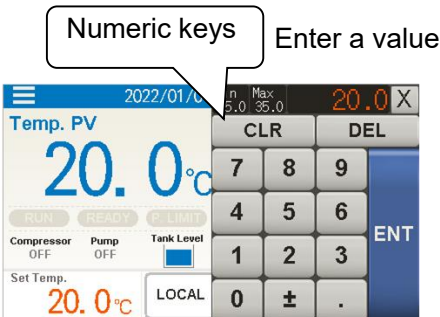 Numeric keys
Enter a value
2022/01/0
n Max
5.0 35.0
20.0 X
Temp. PV
20.0℃
RUN READY P. LIMIT
Compressor Pump Tank Level
OFF OFF
Set Temp.
20.0℃
LOCAL
CLR DEL
7 8 9
4 5 6
ENT
1 2 3
0 ± .